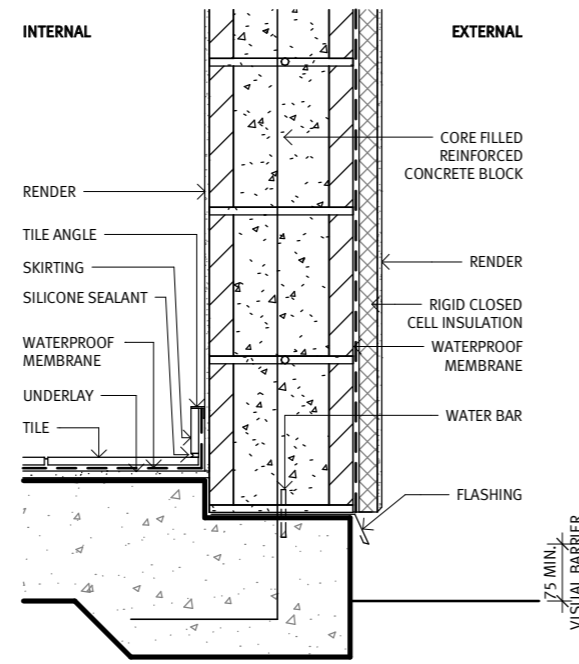 INTERNAL
EXTERNAL
CORE FILLED
REINFORCED
CONCRETE BLOCK
RENDER
TILE ANGLE
SKIRTING
SILICONE SEALANT
WATERPROOF
MEMBRANE
UNDERLAY
TILE
RENDER
RIGID CLOSED
CELL INSULATION
WATERPROOF
MEMBRANE
WATER BAR
FLASHING
75 MIN.
VISUAL BARRIER